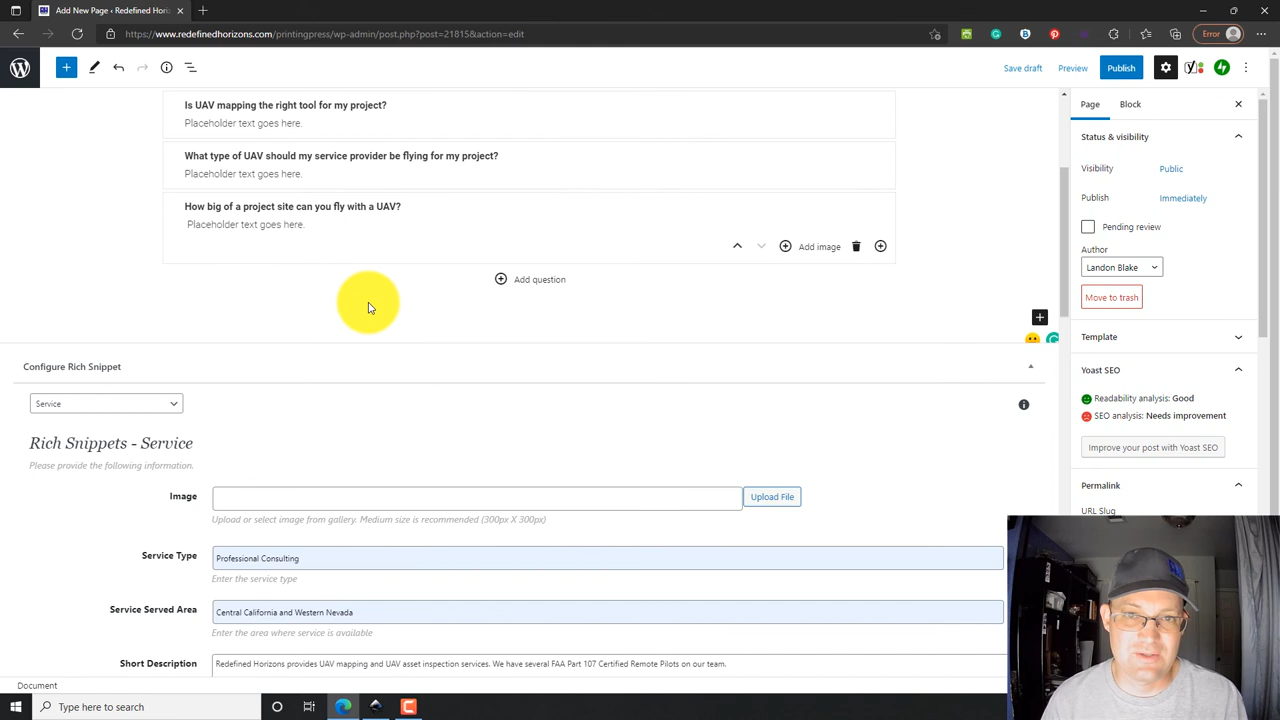 Add New Page ‹ Redefined Horizons
https://www.redefinedhorizons.com/printingpress/wp-admin/post.php?post=21815&action=edit
Error
Save draft
Preview
Publish
Is UAV mapping the right tool for my project?
Placeholder text goes here.
What type of UAV should my service provider be flying for my project?
Placeholder text goes here.
How big of a project site can you fly with a UAV?
Placeholder text goes here.
Add image
Add question
Page
Block
Status & visibility
Visibility
Public
Publish
Immediately
Pending review
Author
Landon Blake
Move to trash
Template
Yoast SEO
Readability analysis: Good
SEO analysis: Needs improvement
Improve your post with Yoast SEO
Permalink
URL Slug
Configure Rich Snippet
Service
Rich Snippets - Service
Please provide the following information.
Image
Upload File
Upload or select image from gallery. Medium size is recommended (300px X 300px)
Service Type
Professional Consulting
Enter the service type
Service Served Area
Central California and Western Nevada
Enter the area where service is available
Short Description
Redefined Horizons provides UAV mapping and UAV asset inspection services. We have several FAA Part 107 Certified Remote Pilots on our team.
Document
Type here to search